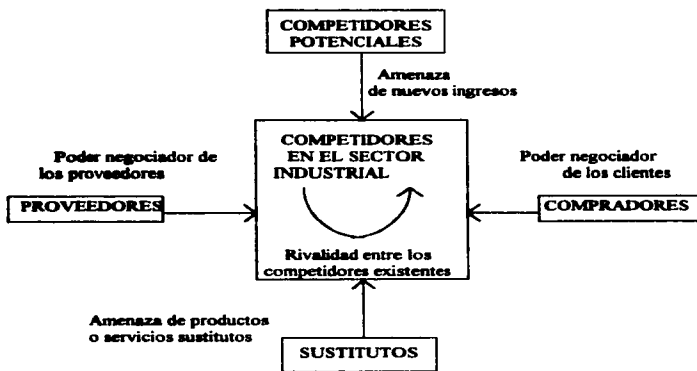 COMPETIDORES
POTENCIALES
Amenaza
de nuevos ingresos
COMPETIDORES
EN EL SECTOR
INDUSTRIAL
Poder negociador de
los proveedores
PROVEEDORES
Poder negociador
de los clientes
COMPRADORES
Rivalidad entre los
competidores existentes
Amenaza de productos
o servicios sustitutos
SUSTITUTOS